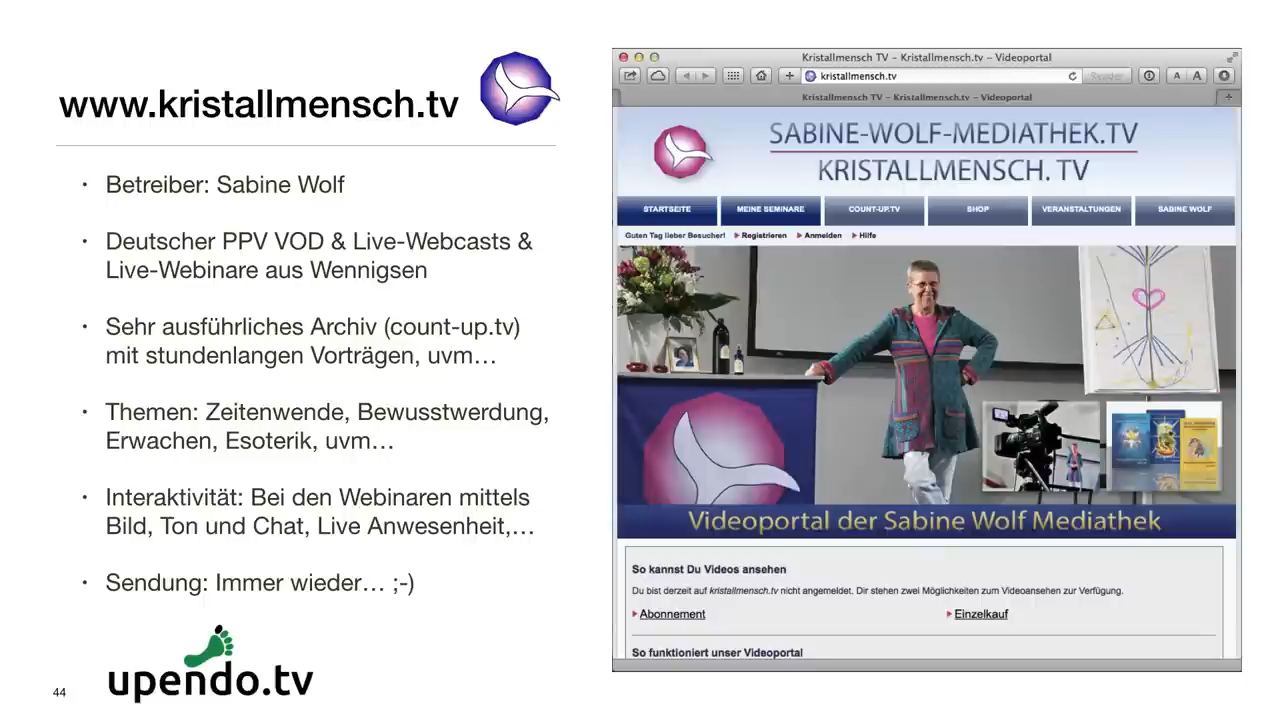 www.kristallmensch.tv
• Betreiber: Sabine Wolf
• Deutscher PPV VOD & Live-Webcasts &
Live-Webinare aus Wennigsen
• Sehr ausführliches Archiv (count-up.tv)
mit stundenlangen Vorträgen, uvm…
• Themen: Zeitenwende, Bewusstwerdung,
Erwachen, Esoterik, uvm…
• Interaktivität: Bei den Webinaren mittels
Bild, Ton und Chat, Live Anwesenheit,…
• Sendung: Immer wieder… ;-)
44
upendo.tv
Kristallmensch TV – Kristallmensch.tv – Videoportal
kristallmensch.tv
Reader
A A
Kristallmensch TV – Kristallmensch.tv – Videoportal
SABINE-WOLF-MEDIATHEK.TV
KRISTALLMENSCH. TV
STARTSEITE
MEINE SEMINARE
COUNT-UP.TV
SHOP
VERANSTALTUNGEN
SABINE WOLF
Guten Tag lieber Besucher! Registrieren Anmelden Hilfe
Videoportal der Sabine Wolf Mediathek
So kannst Du Videos ansehen
Du bist derzeit auf kristallmensch.tv nicht angemeldet. Dir stehen zwei Möglichkeiten zum Videoansehen zur Verfügung.
Abonnement
Einzelkauf
So funktioniert unser Videoportal